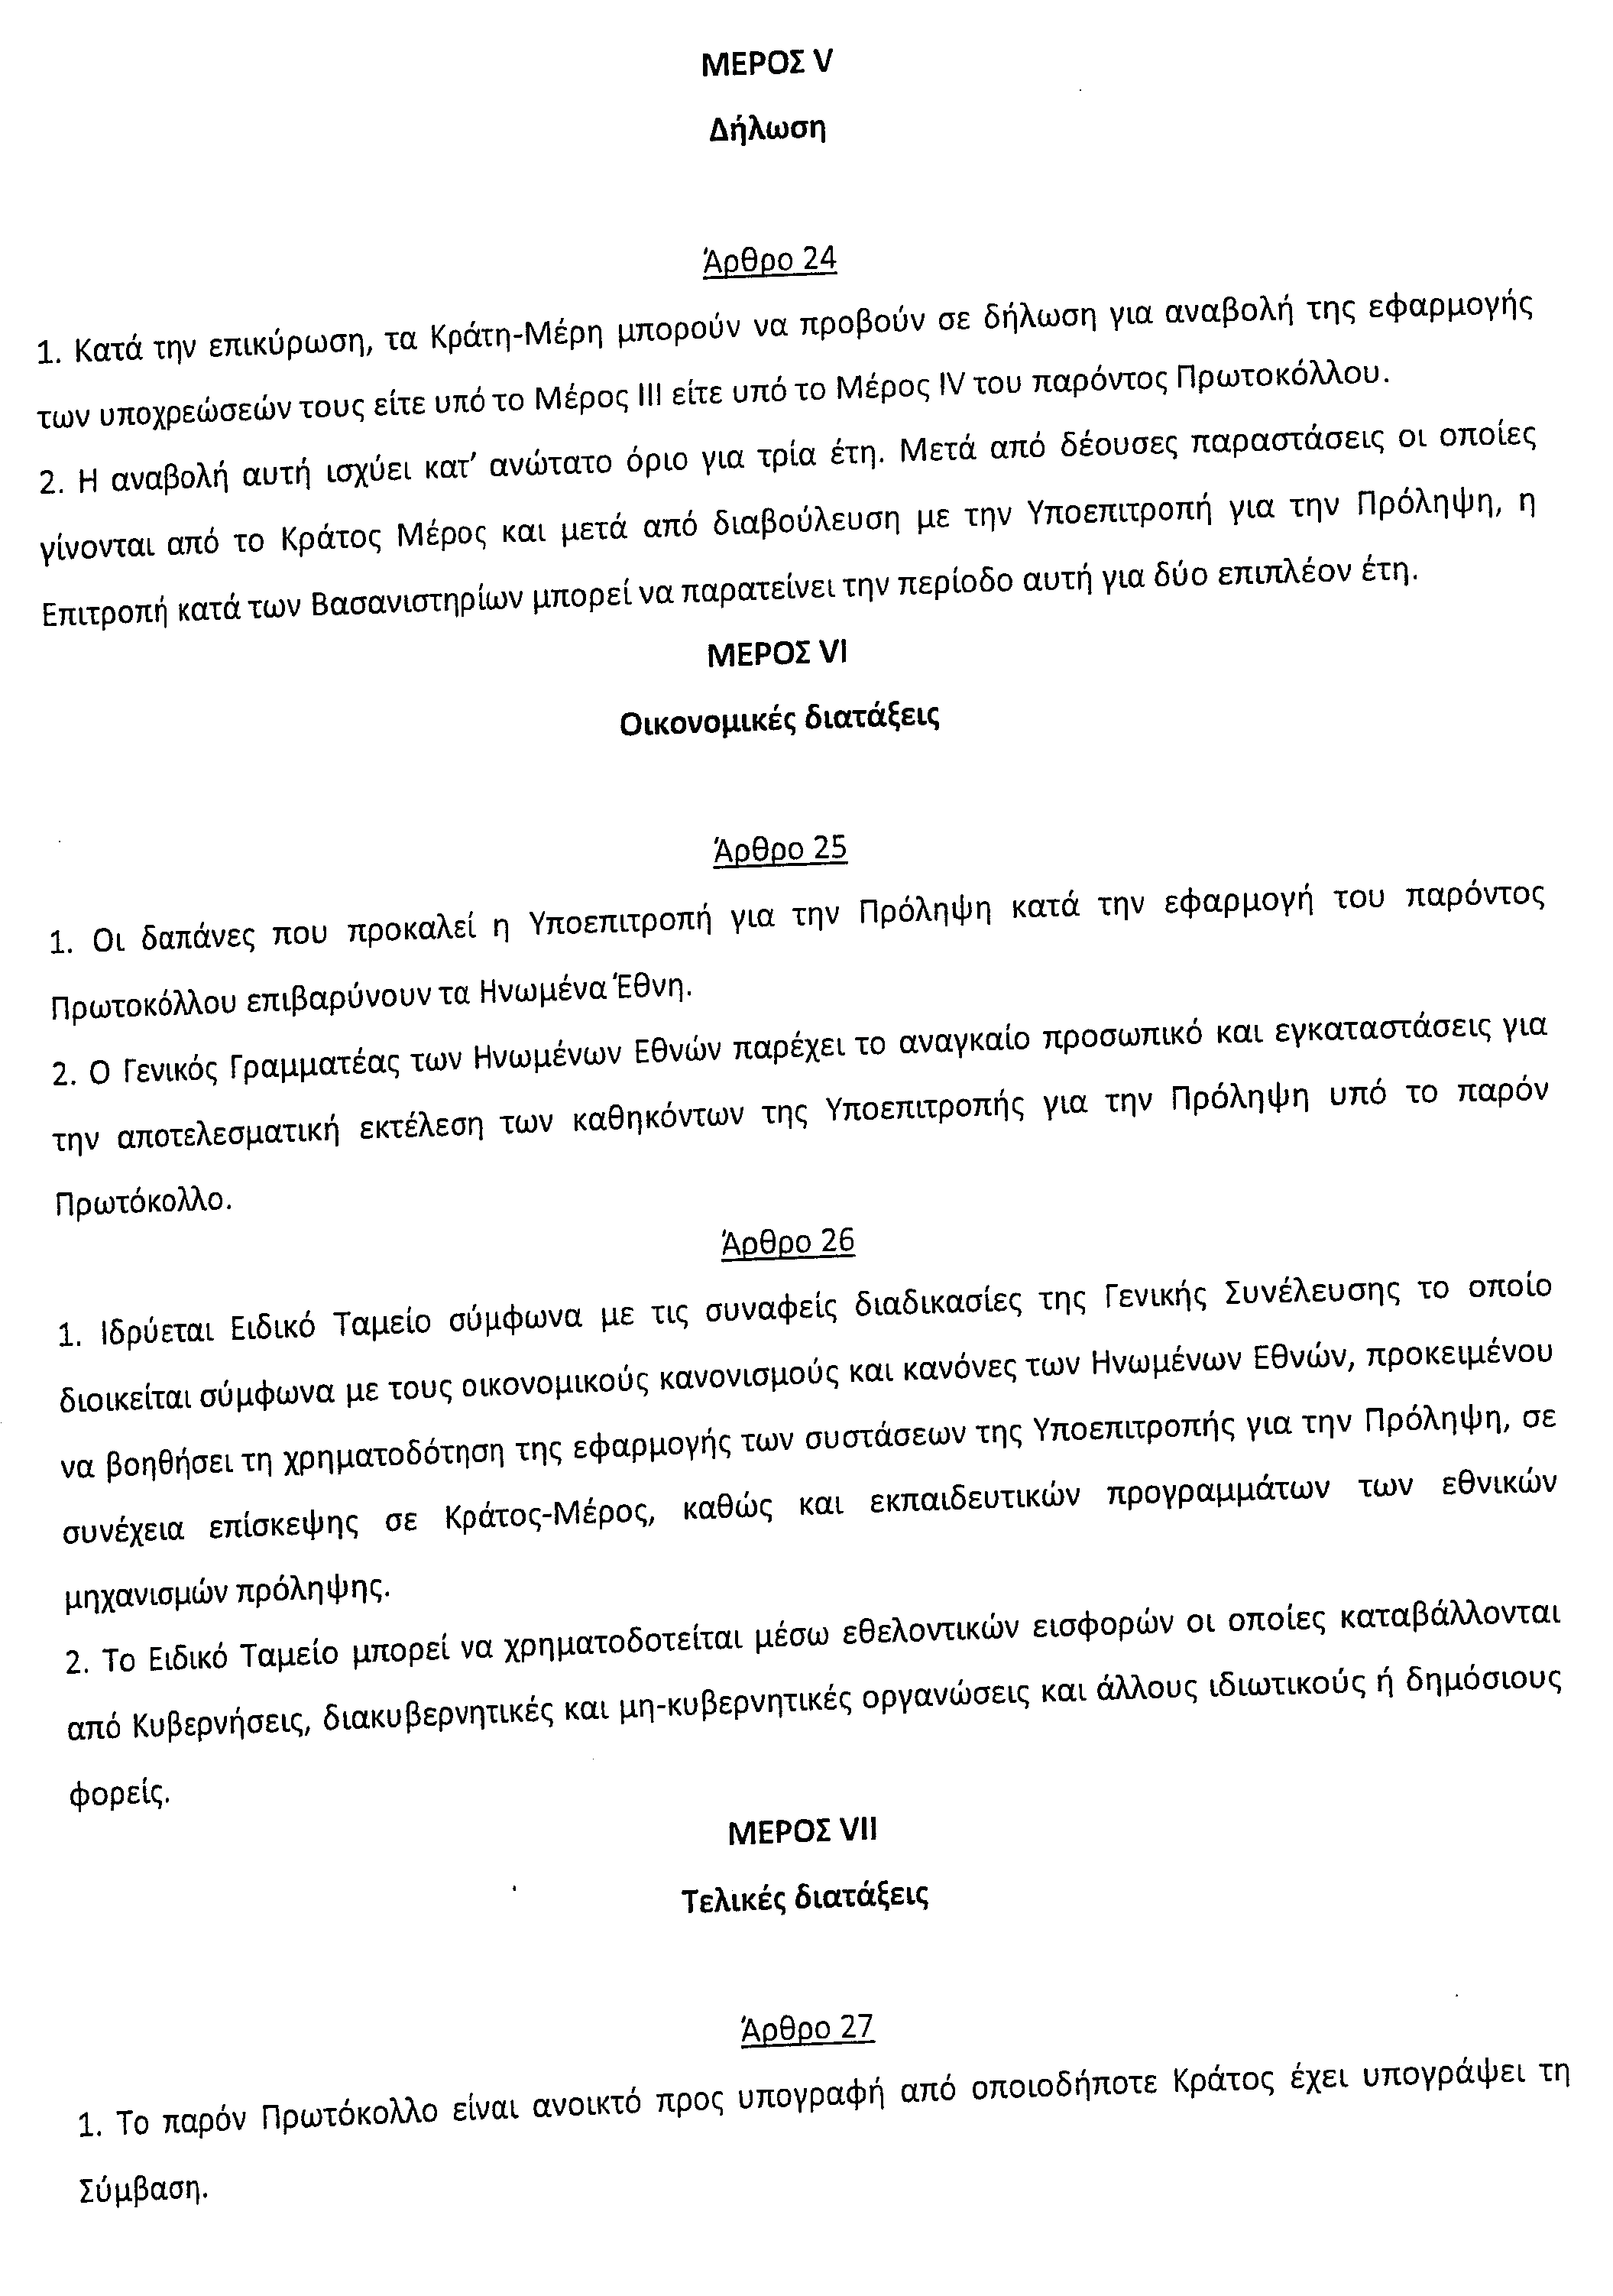 ΜΕΡΟΣ V
Δήλωση
Άρθρο 24
1. Κατά την επικύρωση, τα Κράτη-Μέρη μπορούν να προβούν σε δήλωση για αναβολή της εφαρμογής
των υποχρεώσεών τους είτε υπό το Μέρος III είτε υπό το Μέρος IV του παρόντος Πρωτοκόλλου.
2. Η αναβολή αυτή ισχύει κατ’ ανώτατο όριο για τρία έτη. Μετά από δέουσες παραστάσεις οι οποίες
γίνονται από το Κράτος Μέρος και μετά από διαβούλευση με την Υποεπιτροπή για την Πρόληψη, η
Επιτροπή κατά των Βασανιστηρίων μπορεί να παρατείνει την περίοδο αυτή για δύο επιπλέον έτη.
ΜΕΡΟΣ VI
Οικονομικές διατάξεις
Άρθρο 25
1. Οι δαπάνες που προκαλεί η Υποεπιτροπή για την Πρόληψη κατά την εφαρμογή του παρόντος
Πρωτοκόλλου επιβαρύνουν τα Ηνωμένα Έθνη.
2. Ο Γενικός Γραμματέας των Ηνωμένων Εθνών παρέχει το αναγκαίο προσωπικό και εγκαταστάσεις για
την αποτελεσματική εκτέλεση των καθηκόντων της Υποεπιτροπής για την Πρόληψη υπό το παρόν
Πρωτόκολλο.
Άρθρο 26
1. Ιδρύεται Ειδικό Ταμείο σύμφωνα με τις συναφείς διαδικασίες της Γενικής Συνέλευσης το οποίο
διοικείται σύμφωνα με τους οικονομικούς κανονισμούς και κανόνες των Ηνωμένων Εθνών, προκειμένου
να βοηθήσει τη χρηματοδότηση της εφαρμογής των συστάσεων της Υποεπιτροπής για την Πρόληψη, σε
συνέχεια επίσκεψης σε Κράτος-Μέρος, καθώς και εκπαιδευτικών προγραμμάτων των εθνικών
μηχανισμών πρόληψης.
2. Το Ειδικό Ταμείο μπορεί να χρηματοδοτείται μέσω εθελοντικών εισφορών οι οποίες καταβάλλονται
από Κυβερνήσεις, διακυβερνητικές και μη-κυβερνητικές οργανώσεις και άλλους ιδιωτικούς ή δημόσιους
φορείς.
ΜΕΡΟΣ VII
Τελικές διατάξεις
Άρθρο 27
1. Το παρόν Πρωτόκολλο είναι ανοικτό προς υπογραφή από οποιοδήποτε Κράτος έχει υπογράψει τη
Σύμβαση.